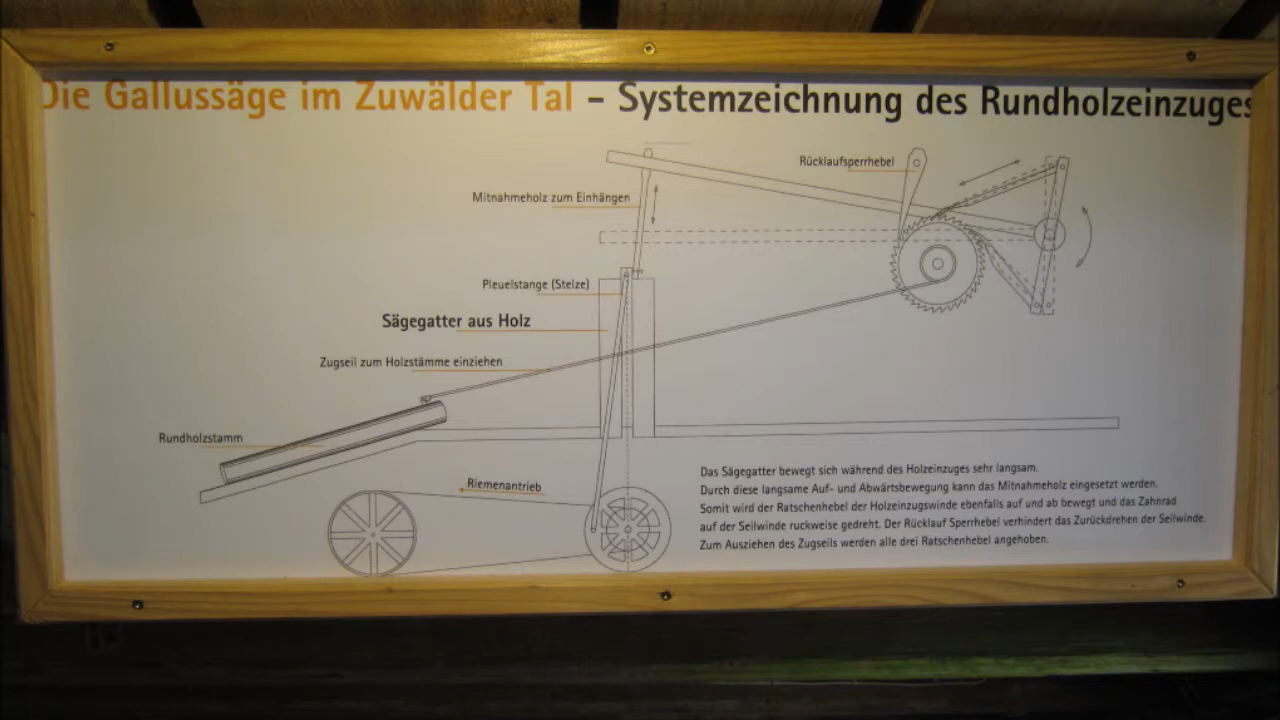 Die Gallussäge im Zuwälder Tal – Systemzeichnung des Rundholzeinzuges
Rücklaufsperrhebel
Mitnahmeholz zum Einhängen
Pleuelstange (Stelze)
Sägegatter aus Holz
Zugseil zum Holzstämme einziehen
Rundholzstamm
Riemenantrieb
Das Sägegatter bewegt sich während des Holzeinzuges sehr langsam.
Durch diese langsame Auf- und Abwärtsbewegung kann das Mitnahmeholz eingesetzt werden.
Somit wird der Ratschenhebel der Holzeinzugswinde ebenfalls auf und ab bewegt und das Zahnrad
auf der Seilwinde ruckweise gedreht. Der Rücklauf Sperrhebel verhindert das Zurückdrehen der Seilwinde.
Zum Ausziehen des Zugseils werden alle drei Ratschenhebel angehoben.